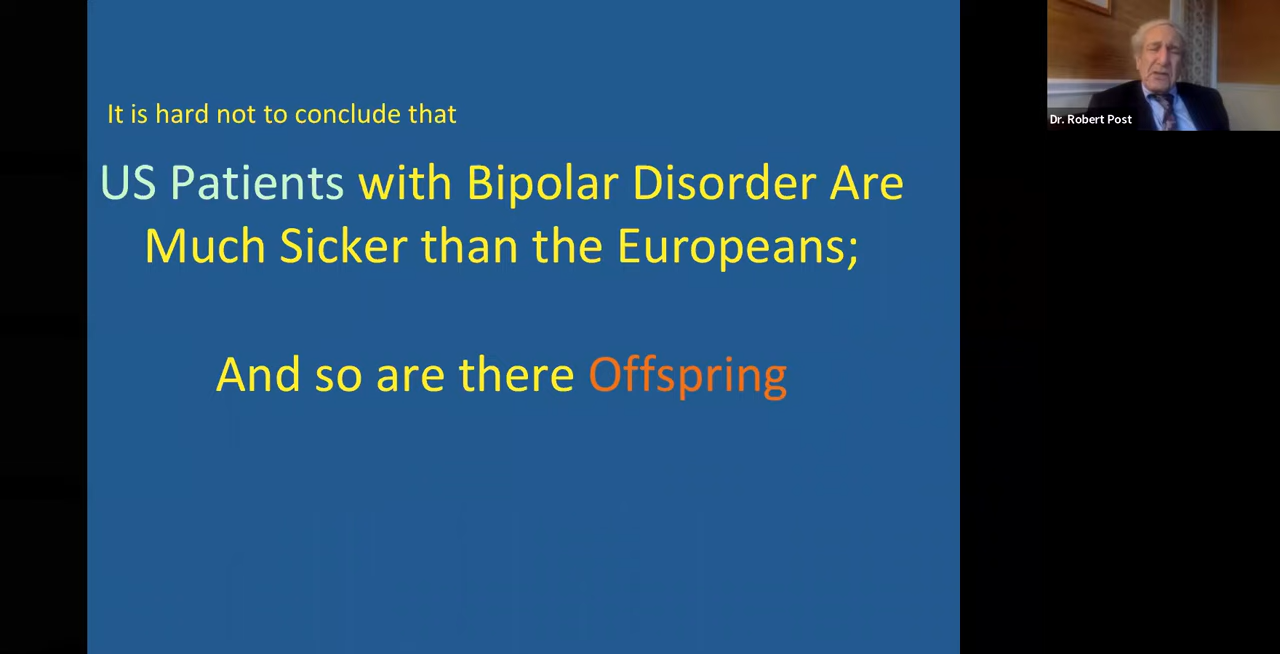 It is hard not to conclude that
US Patients with Bipolar Disorder Are
Much Sicker than the Europeans;
And so are there Offspring
Dr. Robert Post